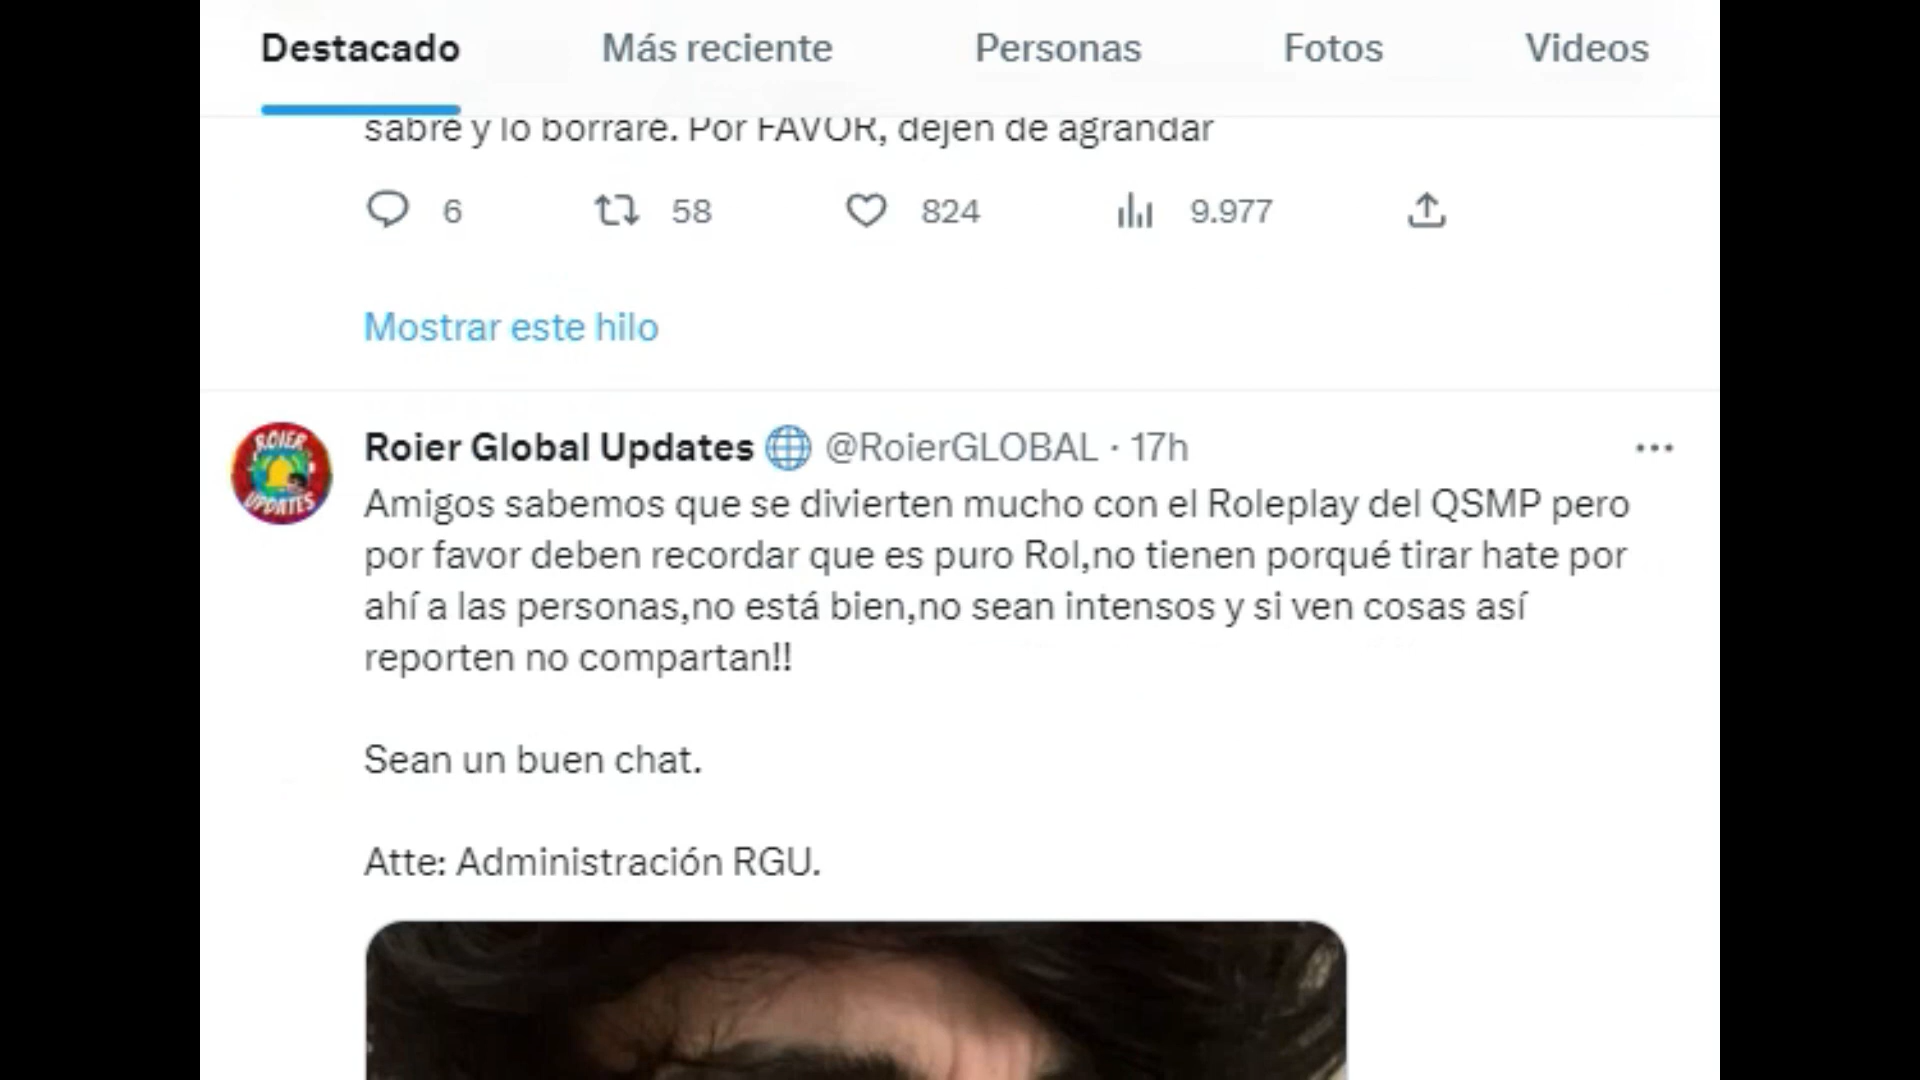 Destacado Más reciente Personas Fotos Videos
sabré y lo borraré. Por FAVOR, dejen de agrandar
6 58 824 9.977
Mostrar este hilo
Roier Global Updates @RoierGLOBAL · 17h
ROIER
UPDATES
Amigos sabemos que se divierten mucho con el Roleplay del QSMP pero
por favor deben recordar que es puro Rol,no tienen porqué tirar hate por
ahí a las personas,no está bien,no sean intensos y si ven cosas así
reporten no compartan!!
Sean un buen chat.
Atte: Administración RGU.